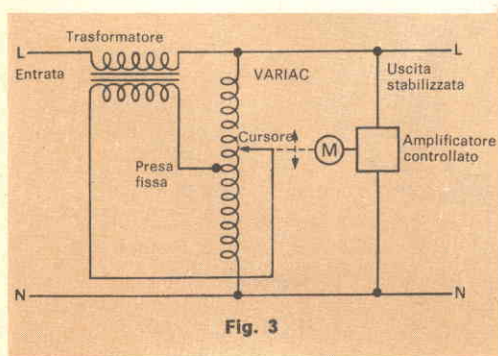 Trasformatore
L
L
Entrata
VARIAC
Uscita
stabilizzata
Cursore
M
Amplificatore
controllato
Presa
fissa
N
N
Fig. 3